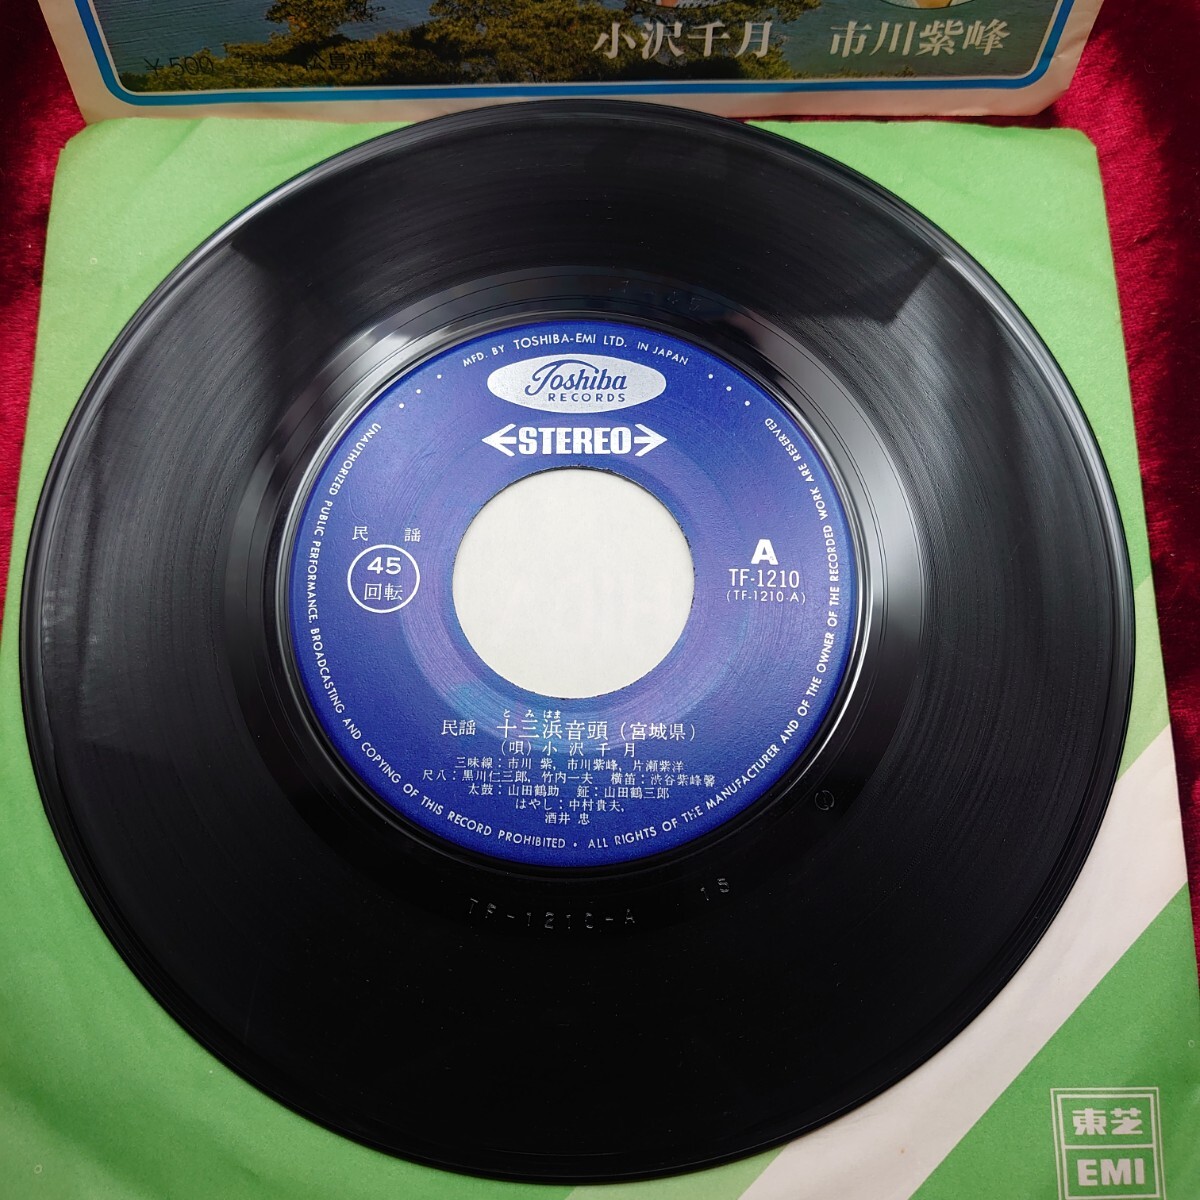 小沢千月 市川紫峰
¥500
MFD. BY TOSHIBA-EMI LTD. IN JAPAN
Toshiba
RECORDS
STEREO
UNAUTHORIZED PUBLIC PERFORMANCE, BROADCASTING AND COPYING OF THIS RECORD PROHIBITED • ALL RIGHTS OF THE MANUFACTURER AND OF THE OWNER OF THE RECORDED WORK ARE RESERVED
民謡
45
回転
A
TF-1210
(TF-1210-A)
とみはま
民謡 十三浜音頭(宮城県)
(唄)小沢千月
三味線:市川 紫, 市川紫峰, 片瀬紫洋
尺八:黒川仁三郎, 竹内一夫 横笛:渋谷紫峰馨
太鼓:山田鶴助 鉦:山田鶴三郎
はやし:中村貴夫,
酒井 忠
TF-1210-A 15
東芝
EMI